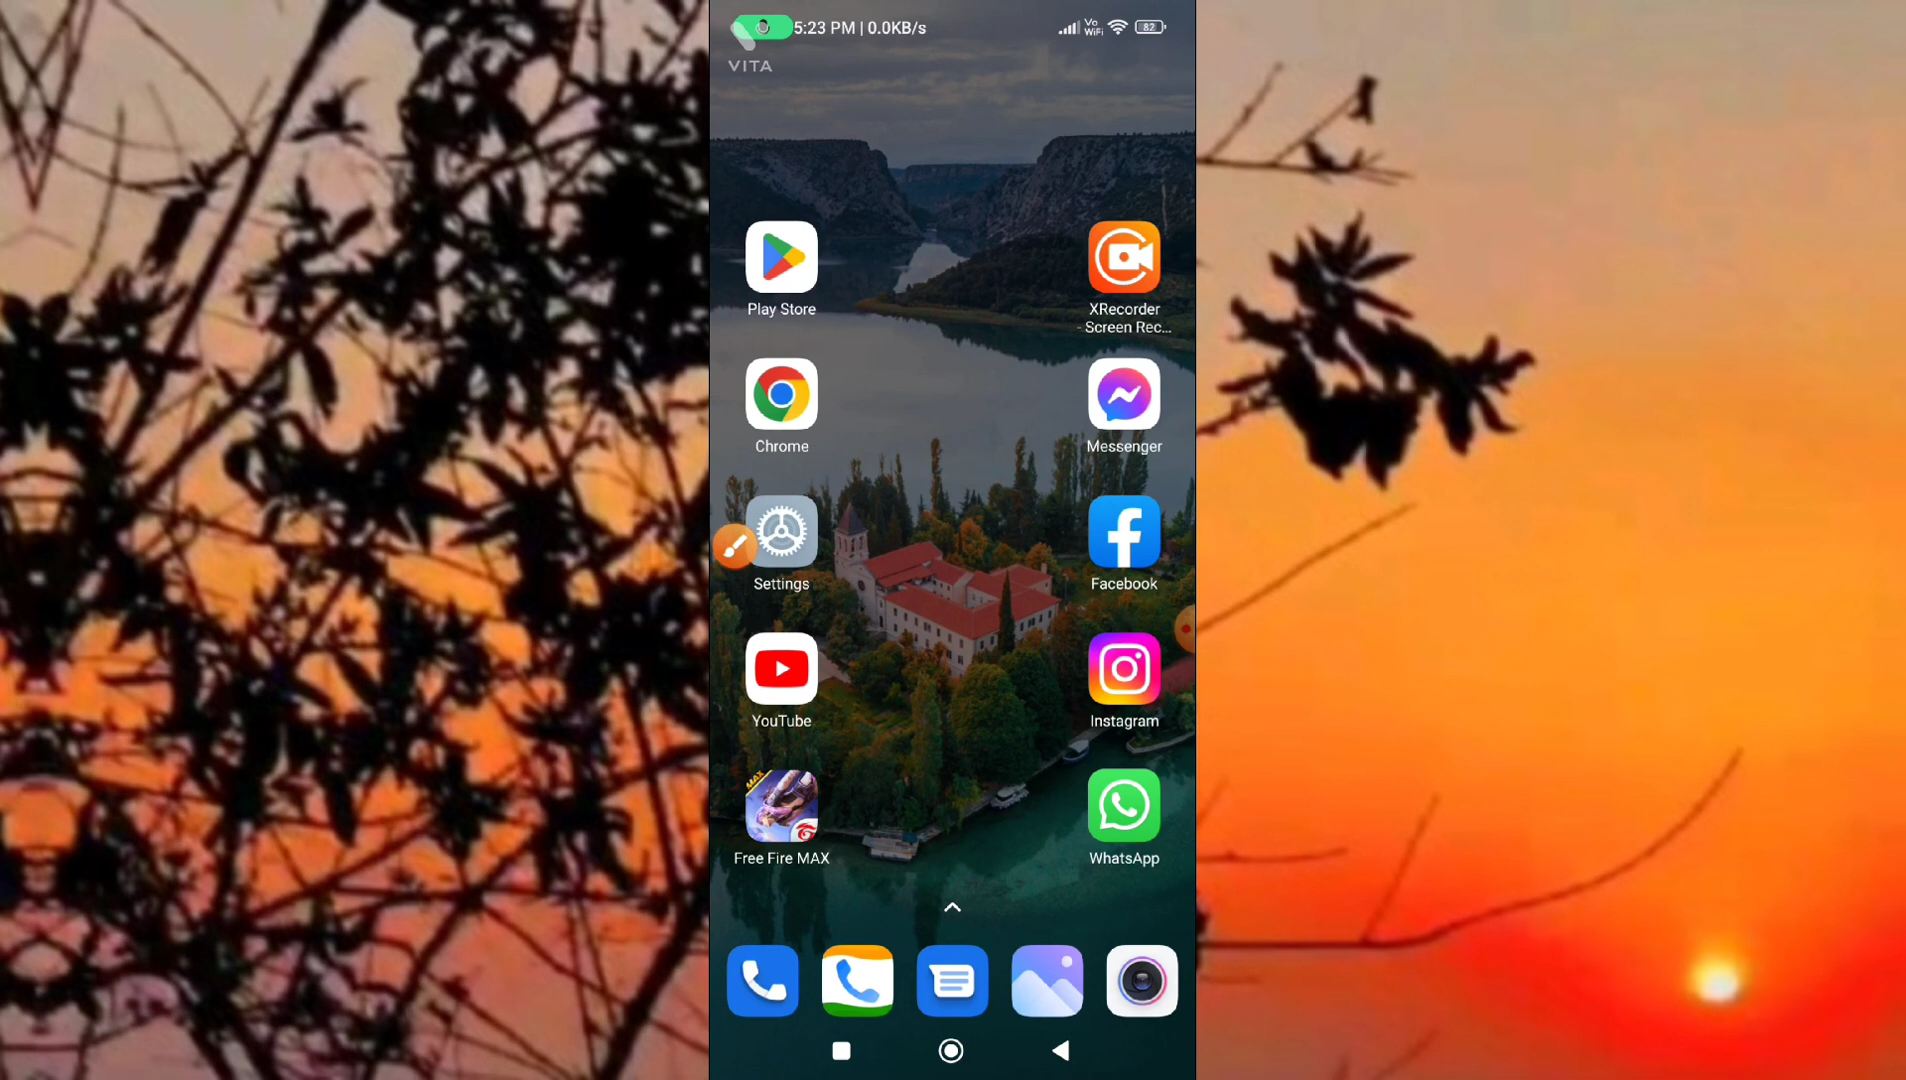 5:23 PM | 0.0KB/s
Vo
WiFi
82
VITA
Play Store
XRecorder
- Screen Rec...
Chrome
Messenger
Settings
Facebook
YouTube
Instagram
MAX
Free Fire MAX
WhatsApp